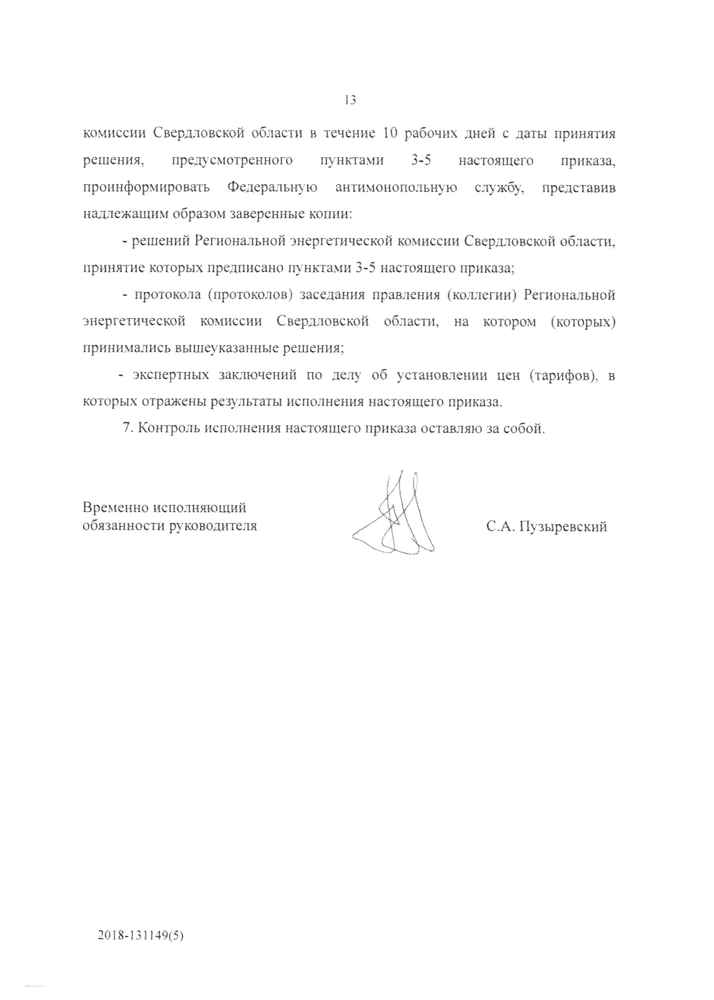 13
комиссии Свердловской области в течение 10 рабочих дней с даты принятия
решения, предусмотренного пунктами 3-5 настоящего приказа,
проинформировать Федеральную антимонопольную службу, представив
надлежащим образом заверенные копии:
- решений Региональной энергетической комиссии Свердловской области,
принятие которых предписано пунктами 3-5 настоящего приказа;
- протокола (протоколов) заседания правления (коллегии) Региональной
энергетической комиссии Свердловской области, на котором (которых)
принимались вышеуказанные решения;
- экспертных заключений по делу об установлении цен (тарифов), в
которых отражены результаты исполнения настоящего приказа.
7. Контроль исполнения настоящего приказа оставляю за собой.
Временно исполняющий
обязанности руководителя
С.А. Пузыревский
2018-131149(5)